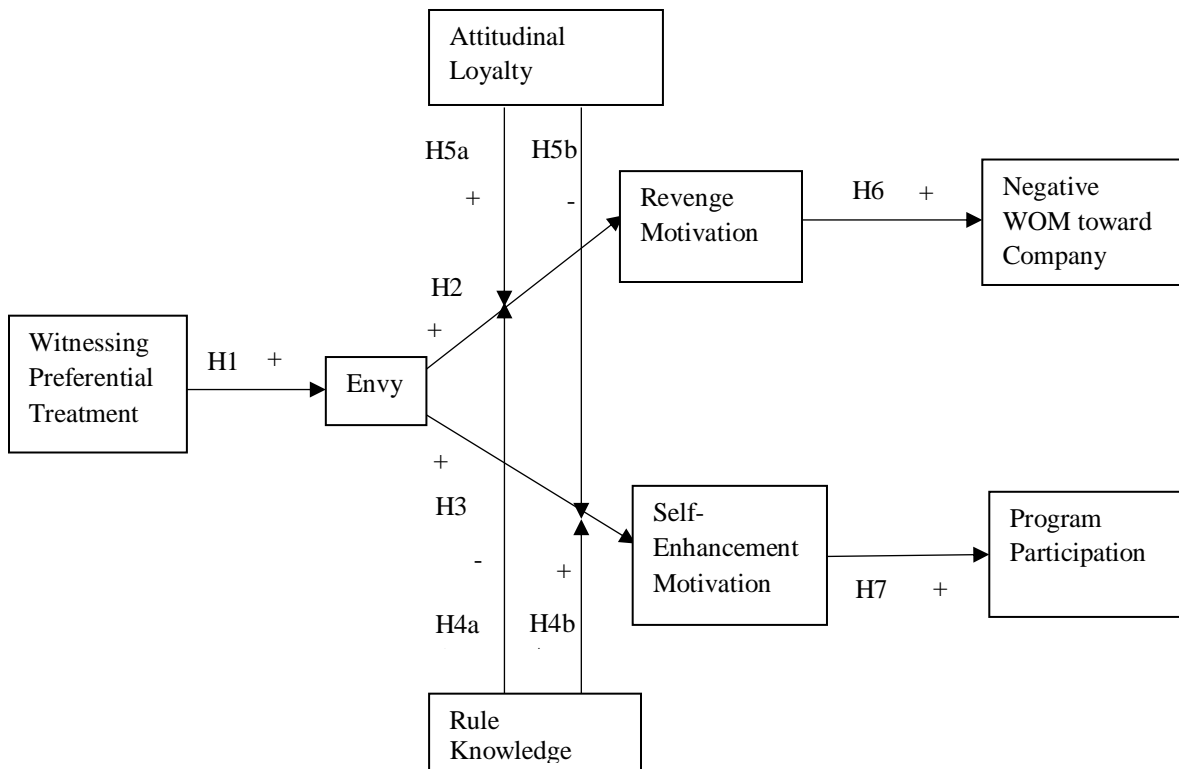 Attitudinal
Loyalty
H5a
H5b
+
-
Revenge
Motivation
H6 +
Negative
WOM toward
Company
H2
+
Witnessing
Preferential
Treatment
H1 +
Envy
+
H3
-
+
H4a
H4b
Self-
Enhancement
Motivation
H7 +
Program
Participation
Rule
Knowledge